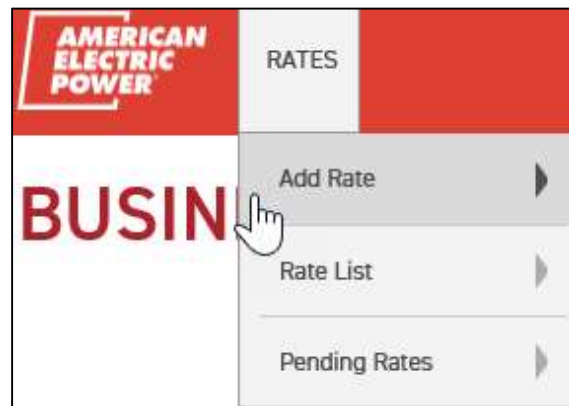 AMERICAN
ELECTRIC
POWER
RATES
Add Rate
BUSIN
Rate List
Pending Rates